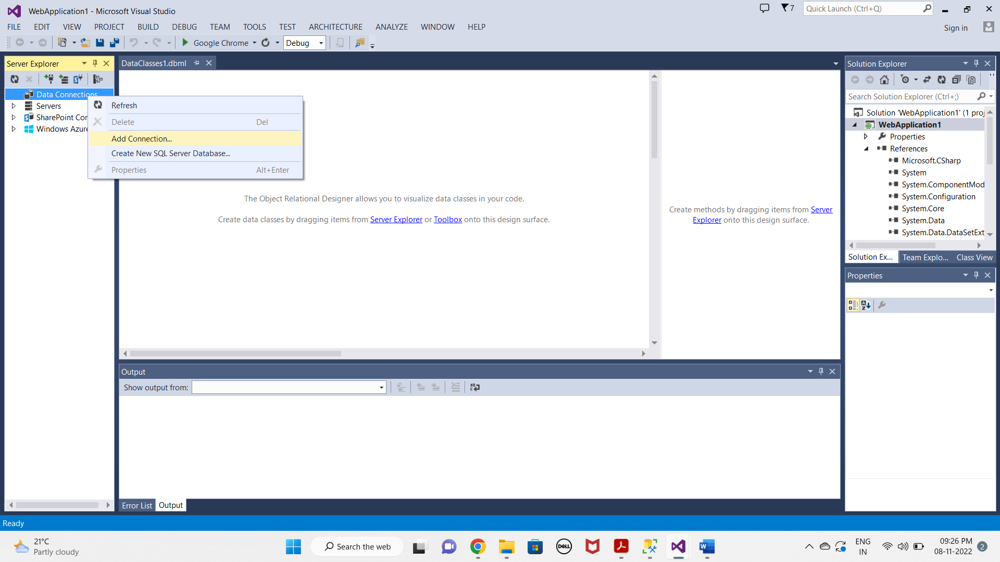 WebApplication1 - Microsoft Visual Studio
7
Quick Launch (Ctrl+Q)
FILE EDIT VIEW PROJECT BUILD DEBUG TEAM TOOLS TEST ARCHITECTURE ANALYZE WINDOW HELP
Sign in
Google Chrome Debug
Server Explorer
Data Connections
Servers
SharePoint Con
Windows Azure
Refresh
Delete Del
Add Connection...
Create New SQL Server Database...
Properties Alt+Enter
DataClasses1.dbml
The Object Relational Designer allows you to visualize data classes in your code.
Create data classes by dragging items from Server Explorer or Toolbox onto this design surface.
Create methods by dragging items from Server
Explorer onto this design surface.
Output
Show output from:
Error List Output
Solution Explorer
Search Solution Explorer (Ctrl+;)
Solution 'WebApplication1' (1 proj
WebApplication1
Properties
References
Microsoft.CSharp
System
System.ComponentMod
System.Configuration
System.Core
System.Data
System.Data.DataSetExt
Solution Ex... Team Explo... Class View
Properties
Ready
21°C
Partly cloudy
Search the web
DELL
ENG
IN
09:26 PM
08-11-2022
2